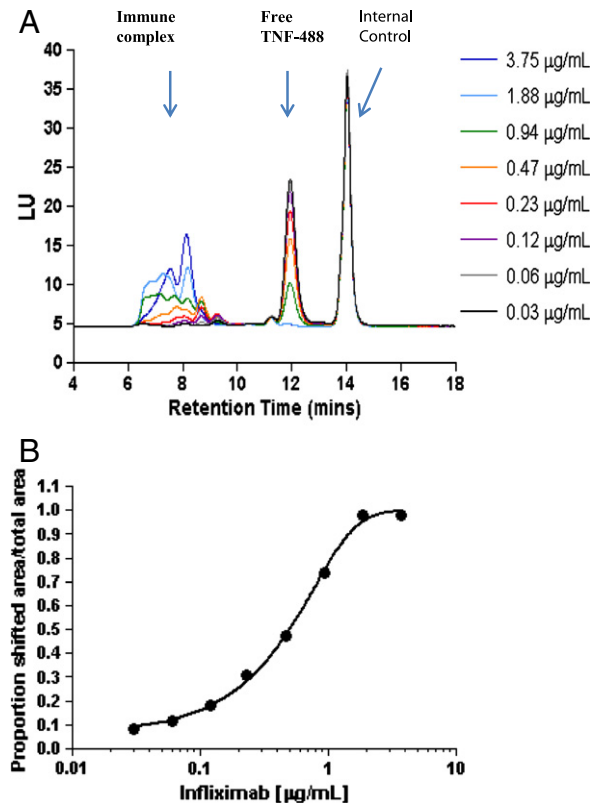 A
Immune
complex
Free
TNF-488
Internal
Control
LU
40
35
30
25
20
15
10
5
0
4 6 8 10 12 14 16 18
Retention Time (mins)
3.75 µg/mL
1.88 µg/mL
0.94 µg/mL
0.47 µg/mL
0.23 µg/mL
0.12 µg/mL
0.06 µg/mL
0.03 µg/mL
B
Proportion shifted area/total area
1.1
1.0
0.9
0.8
0.7
0.6
0.5
0.4
0.3
0.2
0.1
0.0
0.01 0.1 1 10
Infliximab [µg/mL]